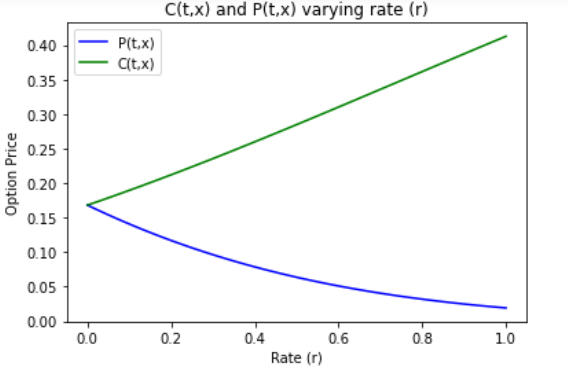 C(t,x) and P(t,x) varying rate (r)
P(t,x)
C(t,x)
Option Price
0.40
0.35
0.30
0.25
0.20
0.15
0.10
0.05
0.00
0.0 0.2 0.4 0.6 0.8 1.0
Rate (r)